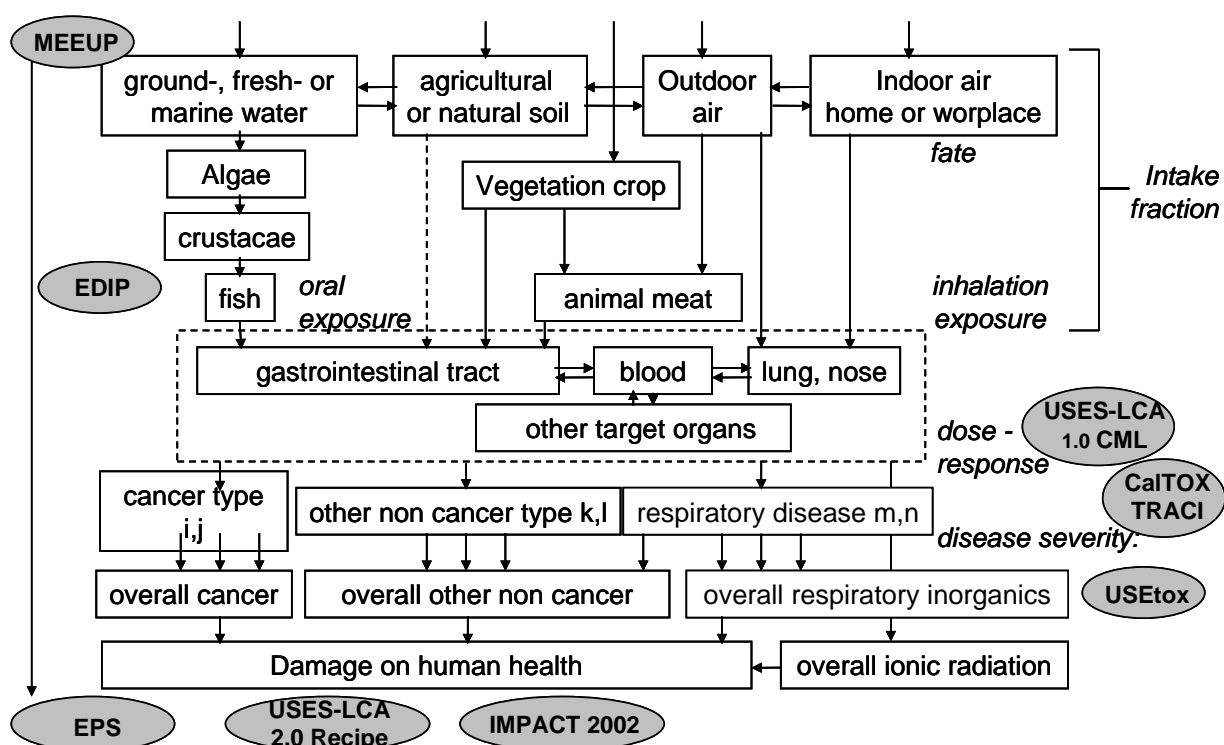 MEEUP
ground-, fresh- or
marine water
agricultural
or natural soil
Outdoor
air
Indoor air
home or worplace
fate
Algae
Vegetation crop
Intake
fraction
crustacae
EDIP
fish
oral
exposure
animal meat
inhalation
exposure
gastrointestinal tract
blood
lung, nose
other target organs
dose -
response
USES-LCA
1.0 CML
CalTOX
TRACI
cancer type
i,j
other non cancer type k,l
respiratory disease m,n
disease severity:
overall cancer
overall other non cancer
overall respiratory inorganics
USEtox
Damage on human health
overall ionic radiation
EPS
USES-LCA
2.0 Recipe
IMPACT 2002